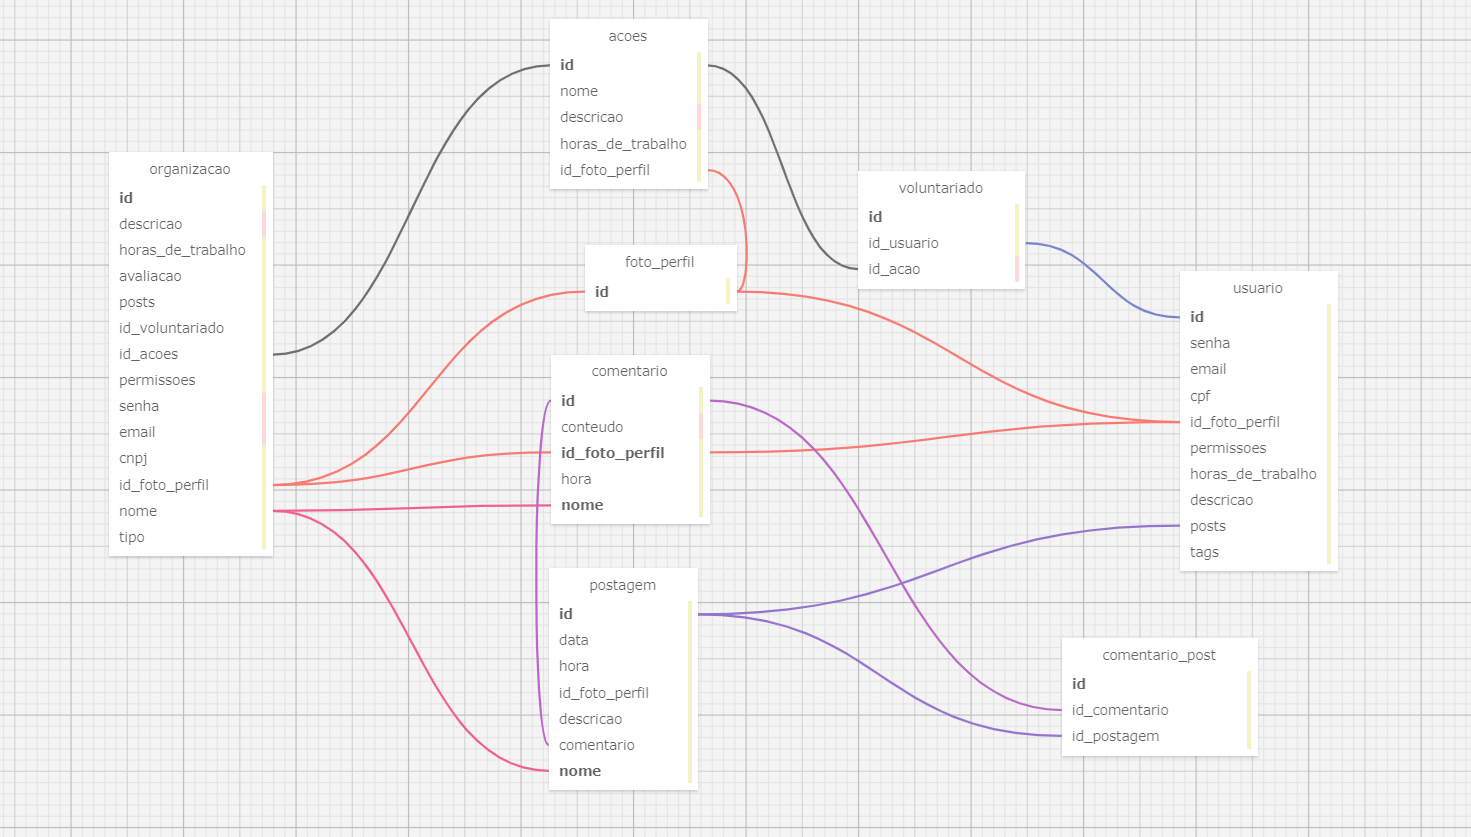 acoes
id
nome
descricao
horas_de_trabalho
id_foto_perfil
organizacao
id
descricao
horas_de_trabalho
avaliacao
posts
id_voluntariado
id_acoes
permissoes
senha
email
cnpj
id_foto_perfil
nome
tipo
voluntariado
id
id_usuario
id_acao
foto_perfil
id
usuario
id
senha
email
cpf
id_foto_perfil
permissoes
horas_de_trabalho
descricao
posts
tags
comentario
id
conteudo
id_foto_perfil
hora
nome
postagem
id
data
hora
id_foto_perfil
descricao
comentario
nome
comentario_post
id
id_comentario
id_postagem